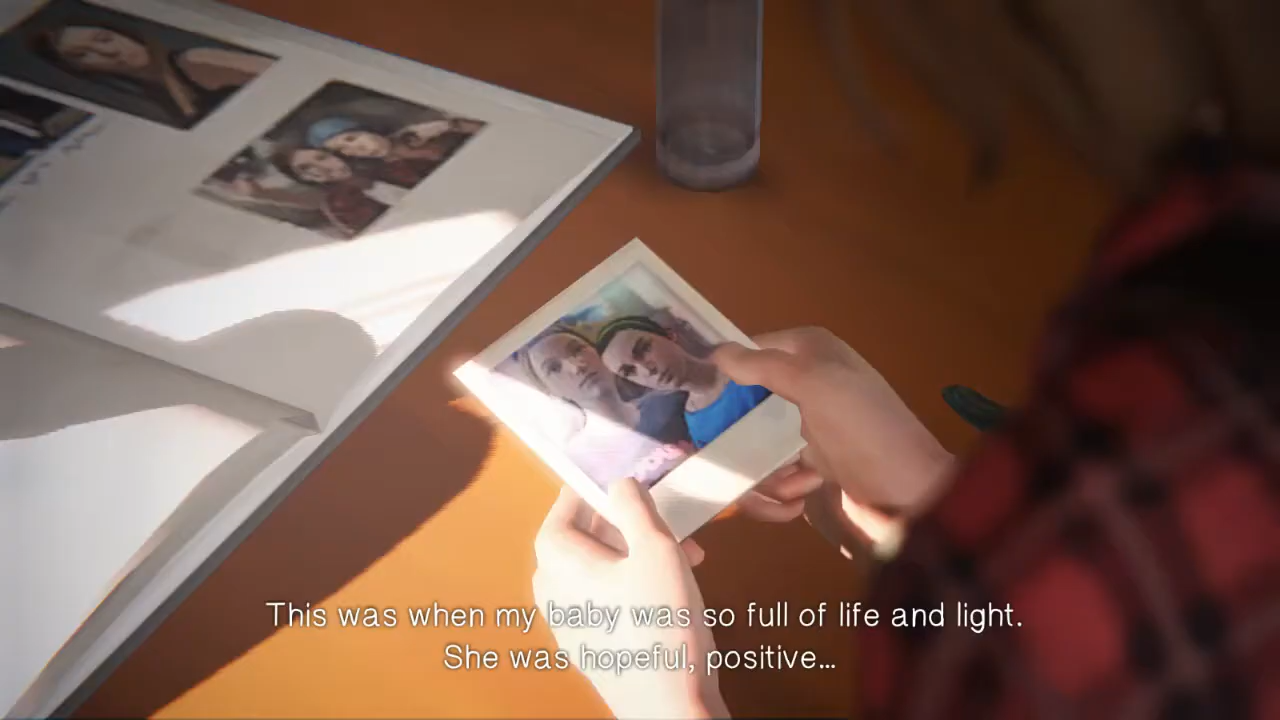 This was when my baby was so full of life and light.
She was hopeful, positive...